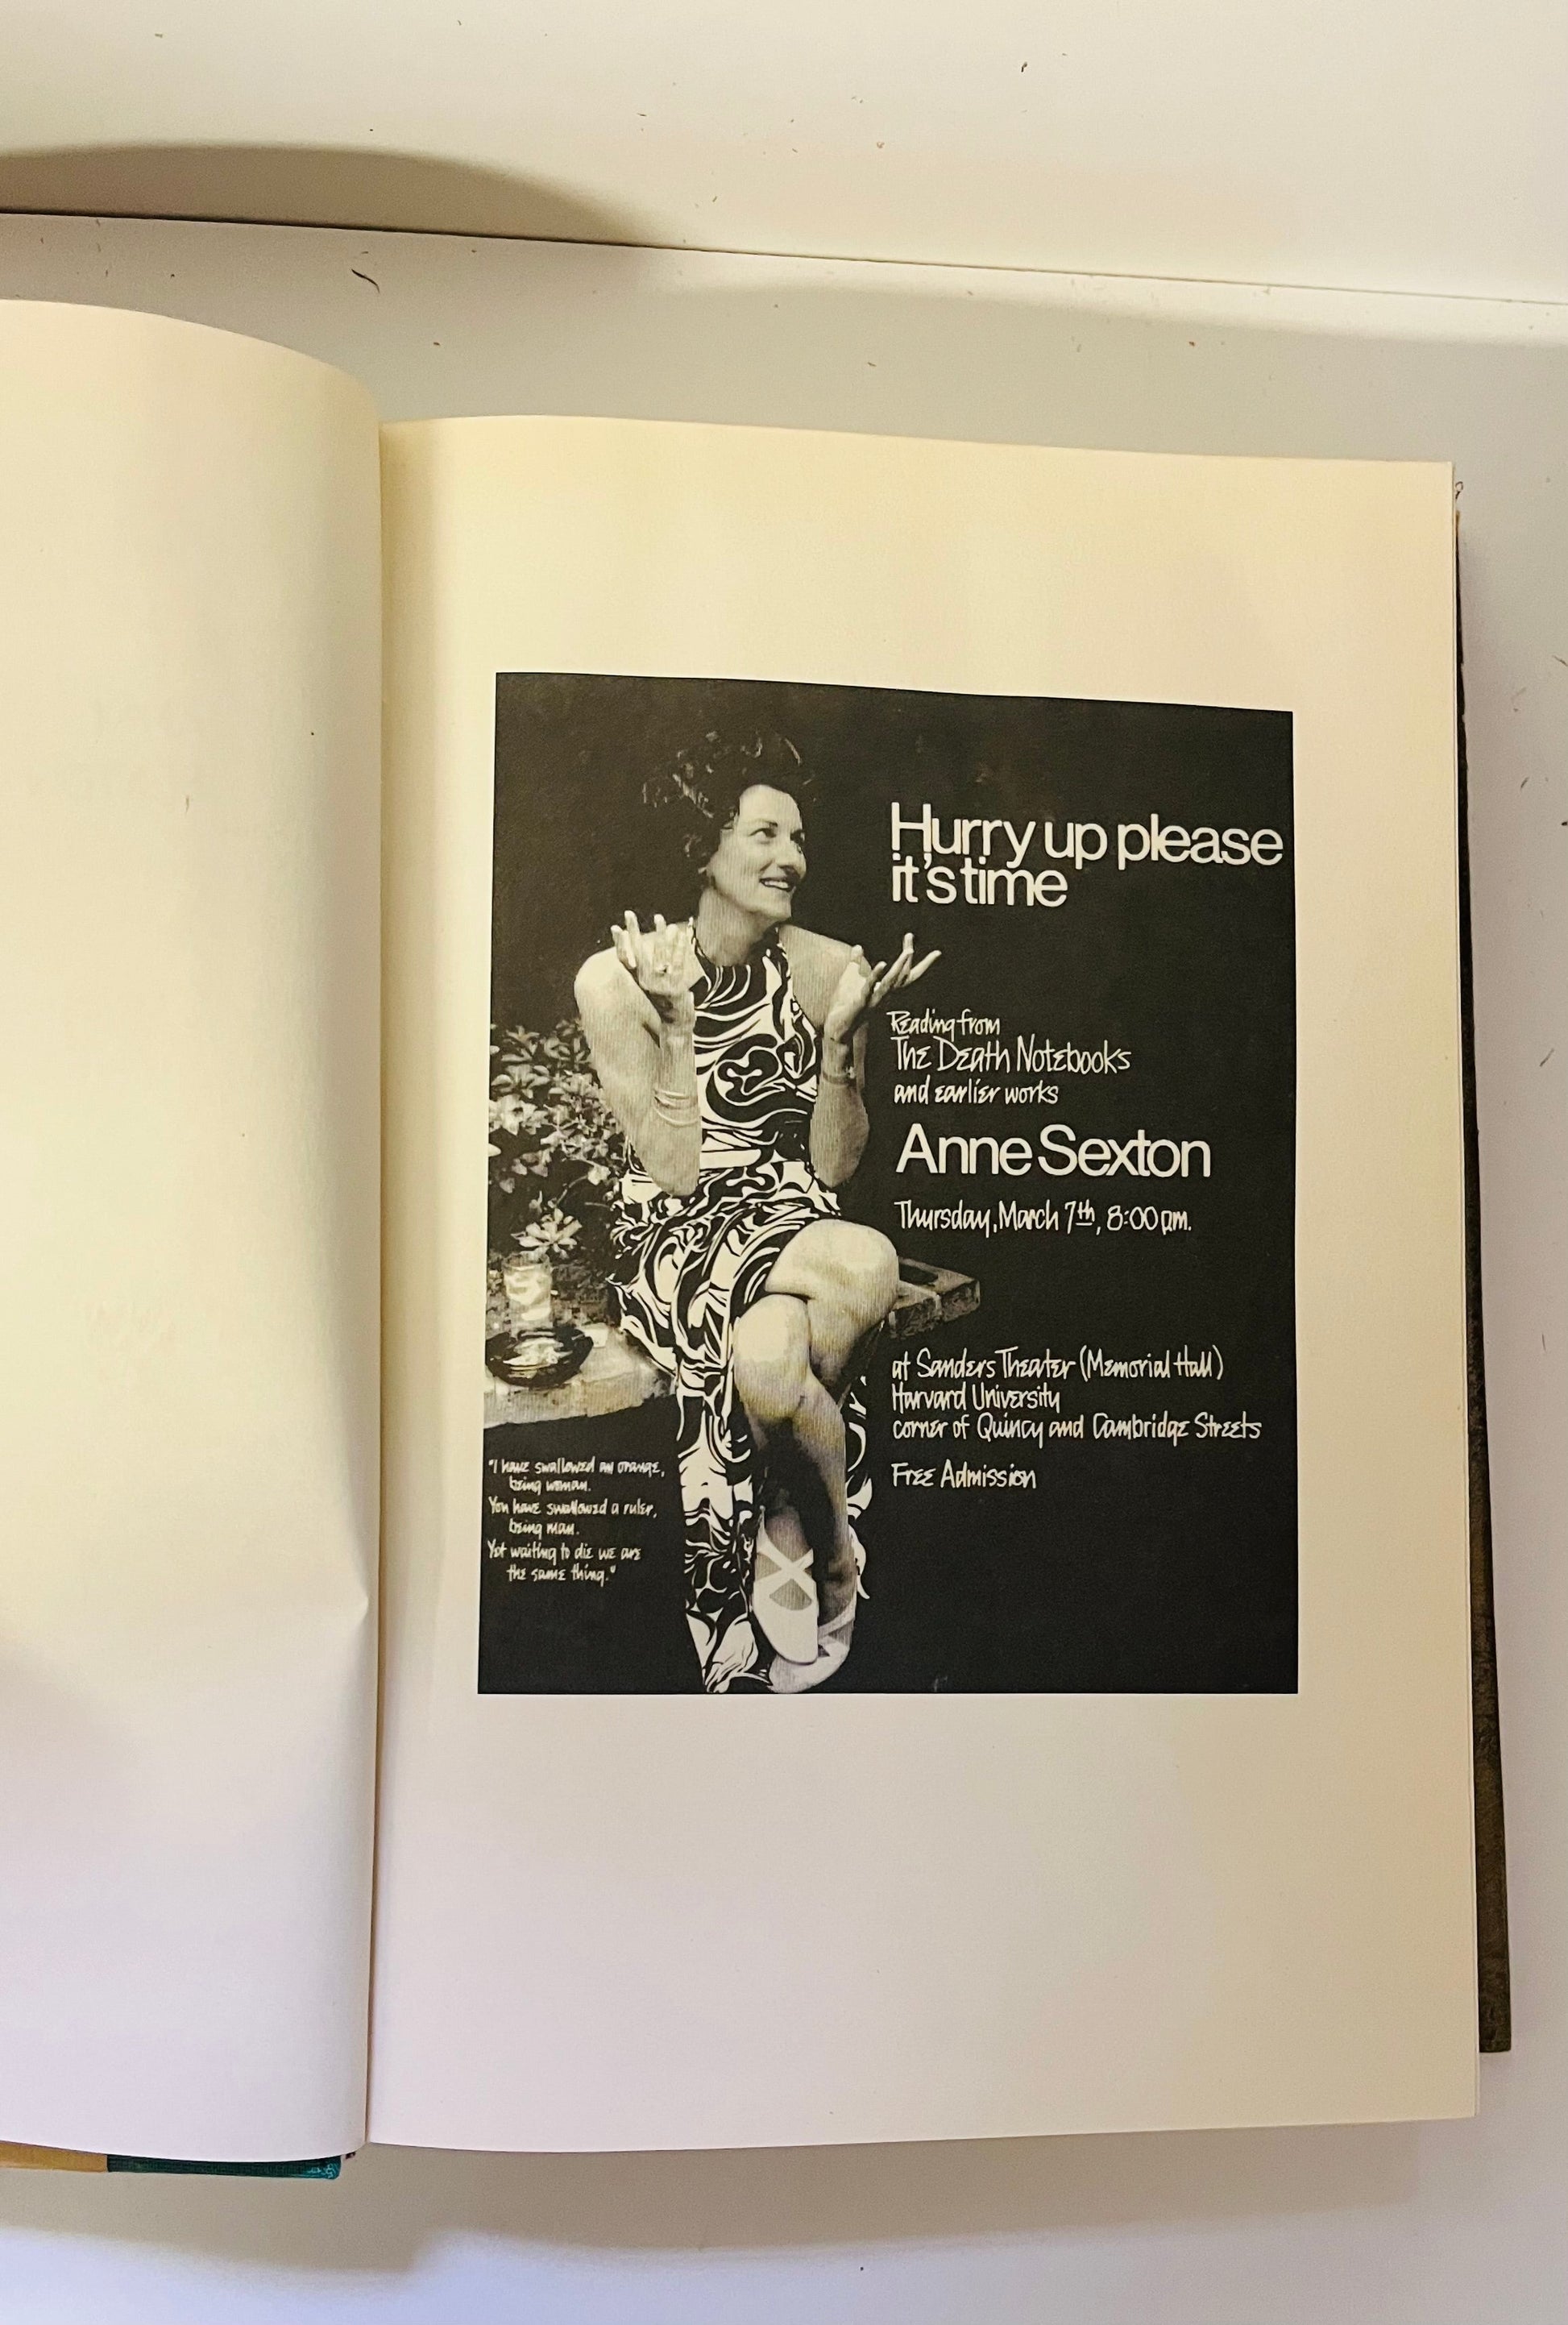 Hurry up please
it's time
Reading from
The Death Notebooks
and earlier works
Anne Sexton
Thursday, March 7th, 8:00 p.m.
at Sanders Theater (Memorial Hall)
Harvard University
corner of Quincy and Cambridge Streets
Free Admission
"I have swallowed an orange,
being woman.
You have swallowed a ruler,
being man.
Yet waiting to die we are
the same thing."